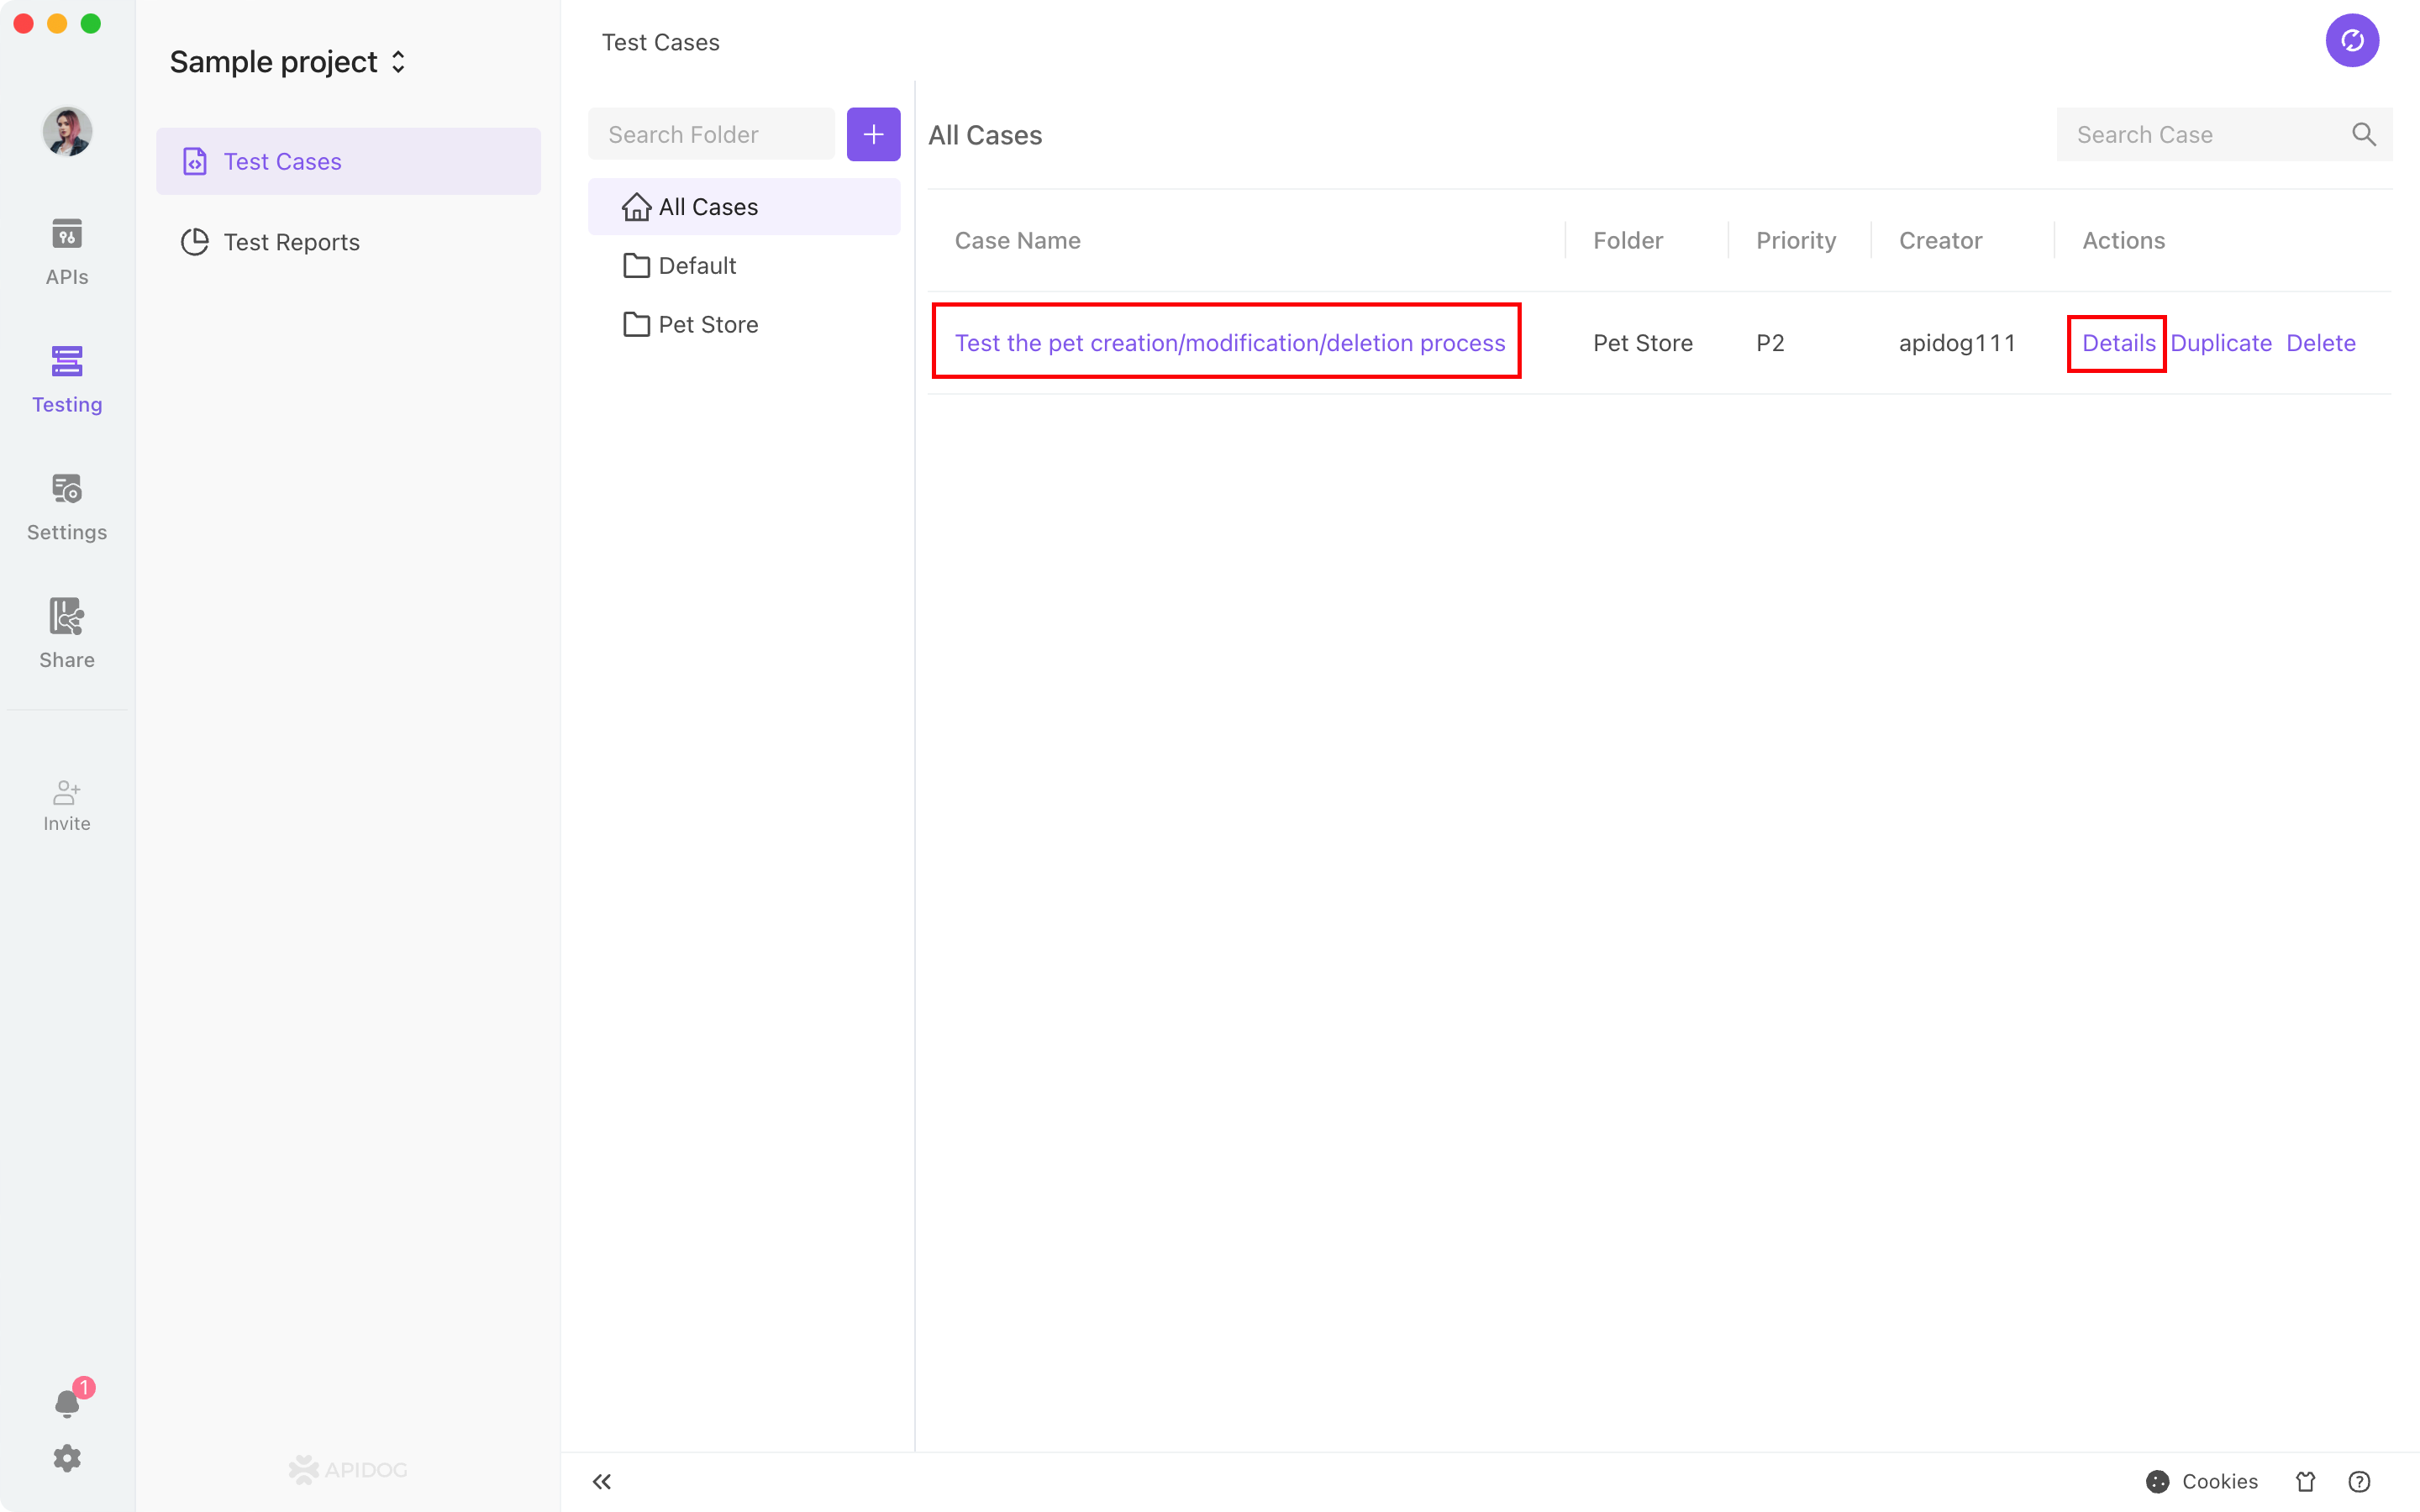 Sample project
APIs
Testing
Settings
Share
Invite
1
Test Cases
Test Reports
APIDOG
Test Cases
Search Folder
All Cases
Default
Pet Store
All Cases
Search Case
Case Name Folder Priority Creator Actions
Test the pet creation/modification/deletion process Pet Store P2 apidog111 Details Duplicate Delete
Cookies